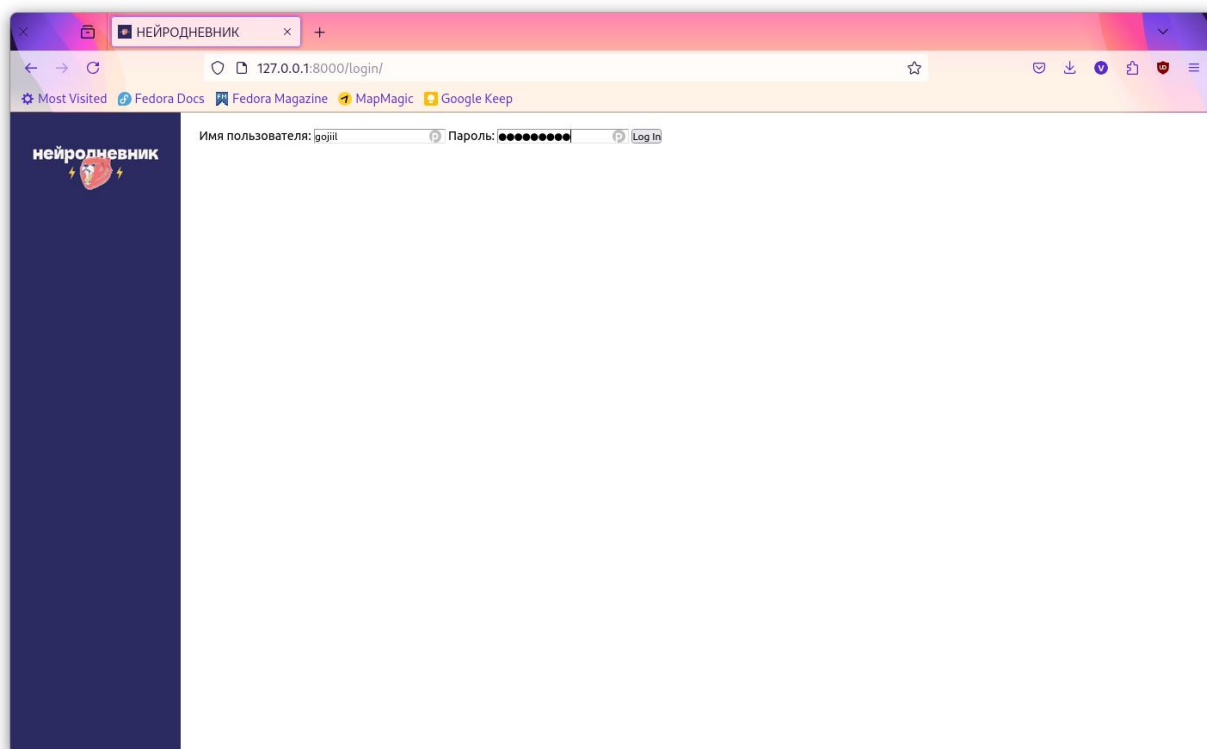 НЕЙРОДНЕВНИК
127.0.0.1:8000/login/
Most Visited Fedora Docs Fedora Magazine MapMagic Google Keep
нейродневник
Имя пользователя: gojiil Пароль: ●●●●●●●●● Log In